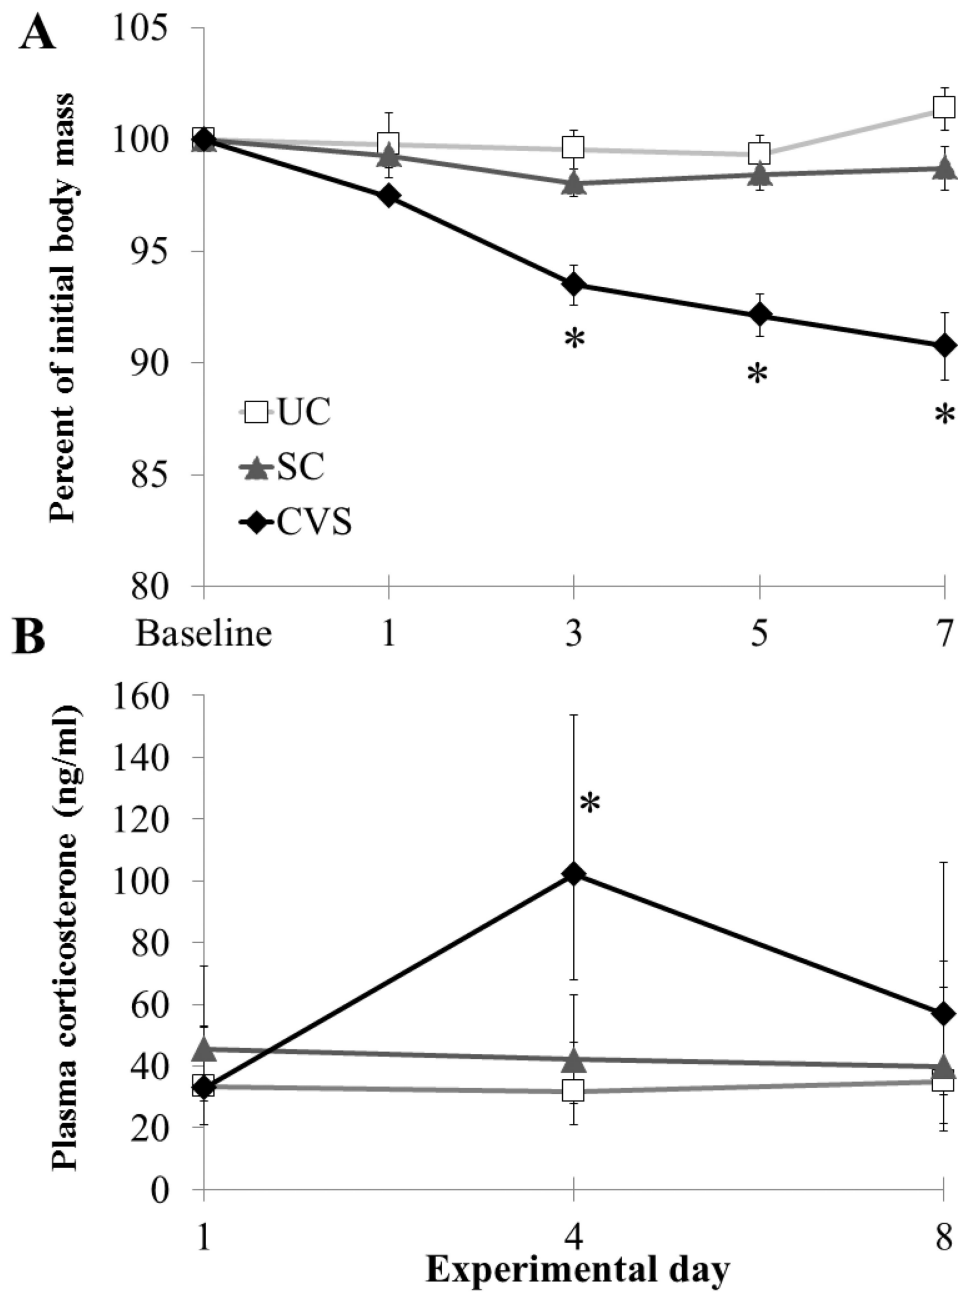 A
Percent of initial body mass
105
100
95
90
85
80
*
*
*
UC
SC
CVS
Baseline 1 3 5 7
B
Plasma corticosterone (ng/ml)
160
140
120
100
80
60
40
20
0
*
1 4 8
Experimental day